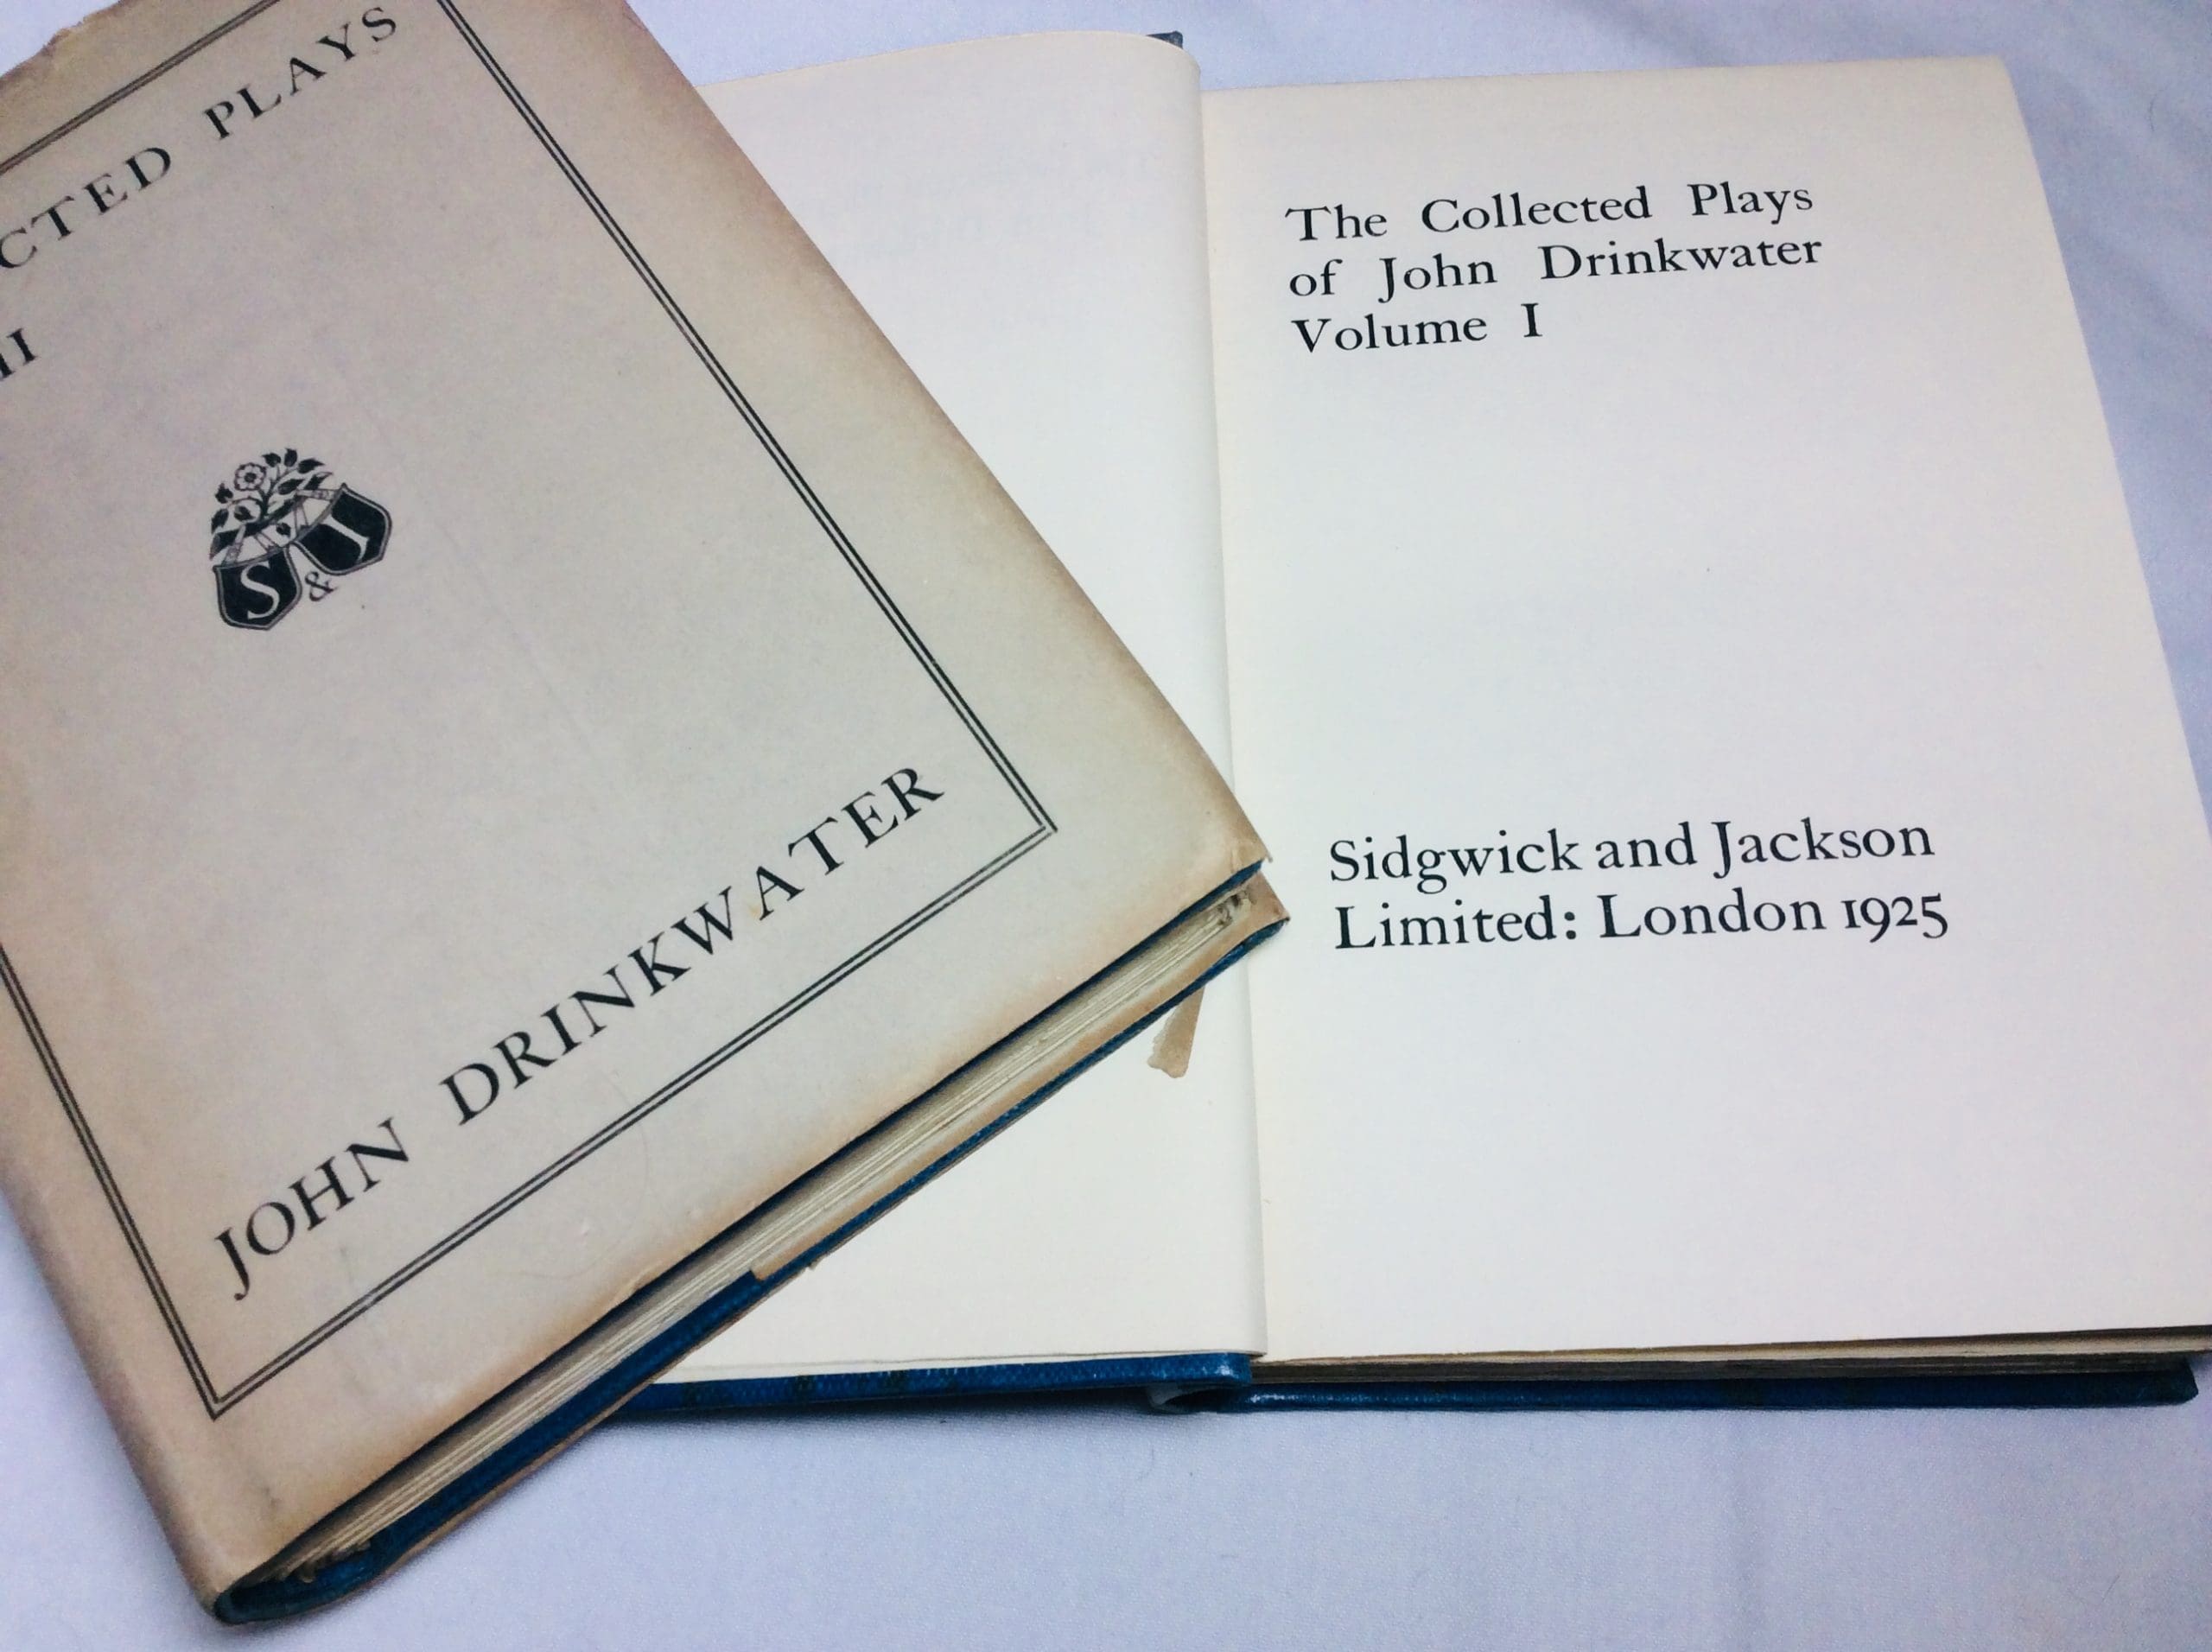 CTED PLAYS
II
S & J
JOHN DRINKWATER
The Collected Plays
of John Drinkwater
Volume I
Sidgwick and Jackson
Limited: London 1925